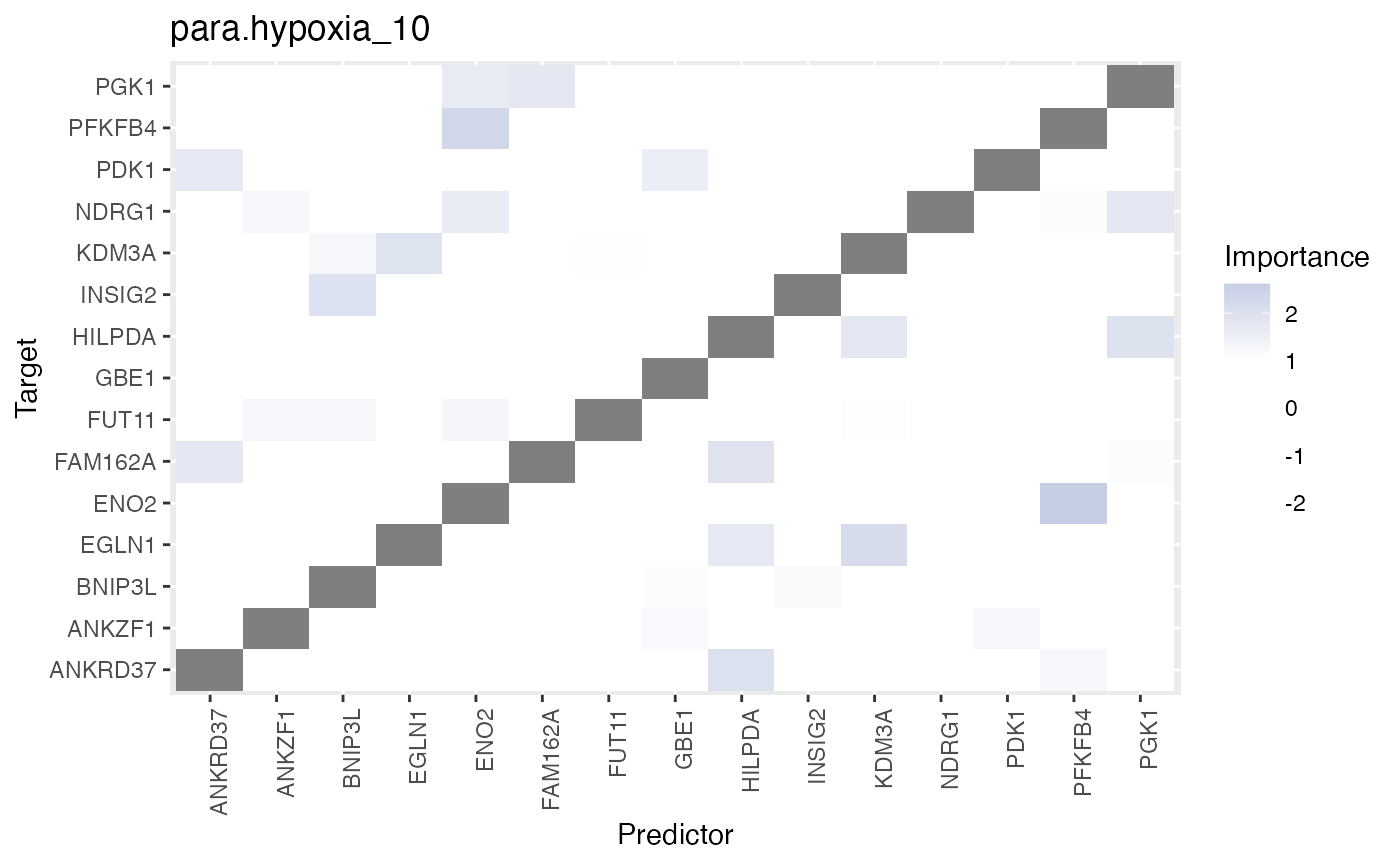 para.hypoxia_10
PGK1
PFKFB4
PDK1
NDRG1
KDM3A
INSIG2
HILPDA
GBE1
FUT11
FAM162A
ENO2
EGLN1
BNIP3L
ANKZF1
ANKRD37
Target
ANKRD37
ANKZF1
BNIP3L
EGLN1
ENO2
FAM162A
FUT11
GBE1
HILPDA
INSIG2
KDM3A
NDRG1
PDK1
PFKFB4
PGK1
Predictor
Importance
2
1
0
-1
-2